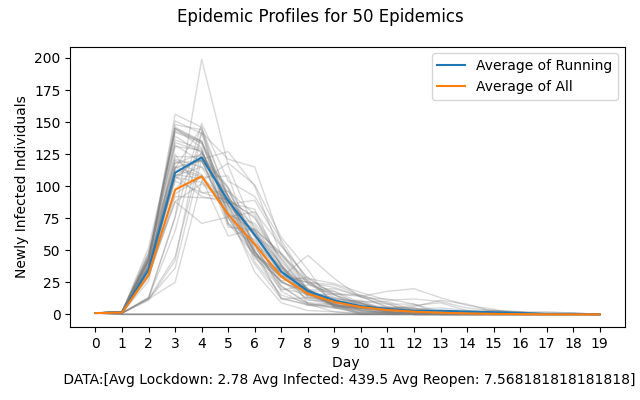 Epidemic Profiles for 50 Epidemics
Average of Running
Average of All
Newly Infected Individuals
200
175
150
125
100
75
50
25
0
0 1 2 3 4 5 6 7 8 9 10 11 12 13 14 15 16 17 18 19
Day
DATA:[Avg Lockdown: 2.78 Avg Infected: 439.5 Avg Reopen: 7.568181818181818]